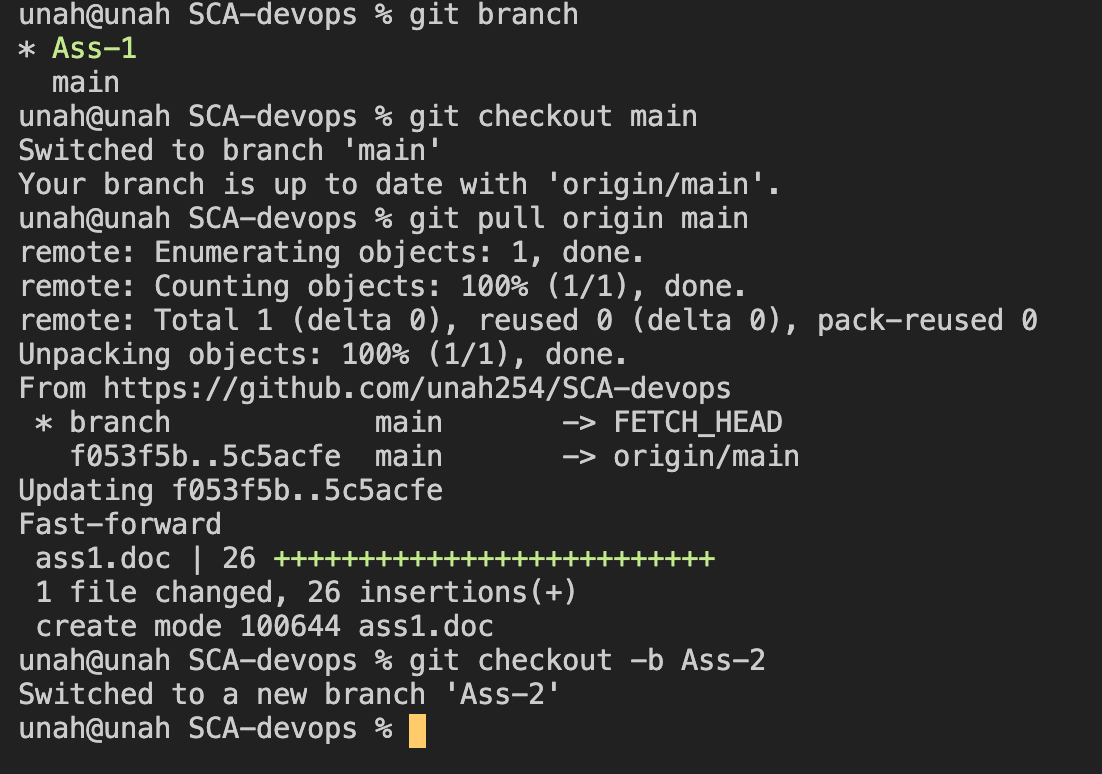 unah@unah SCA-devops % git branch
* Ass-1
  main
unah@unah SCA-devops % git checkout main
Switched to branch 'main'
Your branch is up to date with 'origin/main'.
unah@unah SCA-devops % git pull origin main
remote: Enumerating objects: 1, done.
remote: Counting objects: 100% (1/1), done.
remote: Total 1 (delta 0), reused 0 (delta 0), pack-reused 0
Unpacking objects: 100% (1/1), done.
From https://github.com/unah254/SCA-devops
 * branch            main       -> FETCH_HEAD
   f053f5b..5c5acfe  main       -> origin/main
Updating f053f5b..5c5acfe
Fast-forward
 ass1.doc | 26 ++++++++++++++++++++++++++
 1 file changed, 26 insertions(+)
 create mode 100644 ass1.doc
unah@unah SCA-devops % git checkout -b Ass-2
Switched to a new branch 'Ass-2'
unah@unah SCA-devops %